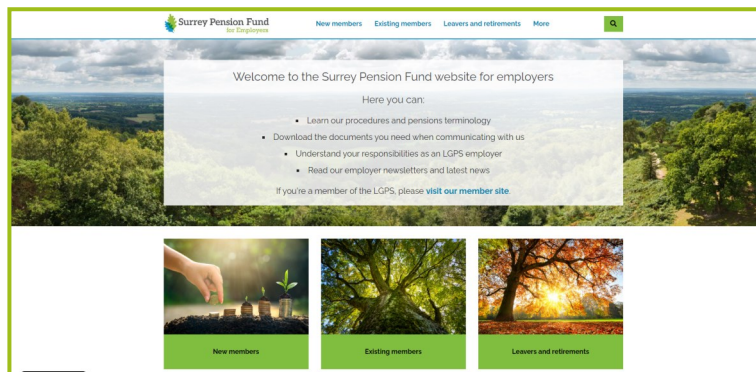 Surrey Pension Fund
for Employers
New members Existing members Leavers and retirements More
Welcome to the Surrey Pension Fund website for employers
Here you can:
▪ Learn our procedures and pensions terminology
▪ Download the documents you need when communicating with us
▪ Understand your responsibilities as an LGPS employer
▪ Read our employer newsletters and latest news
If you're a member of the LGPS, please visit our member site.
New members
Existing members
Leavers and retirements